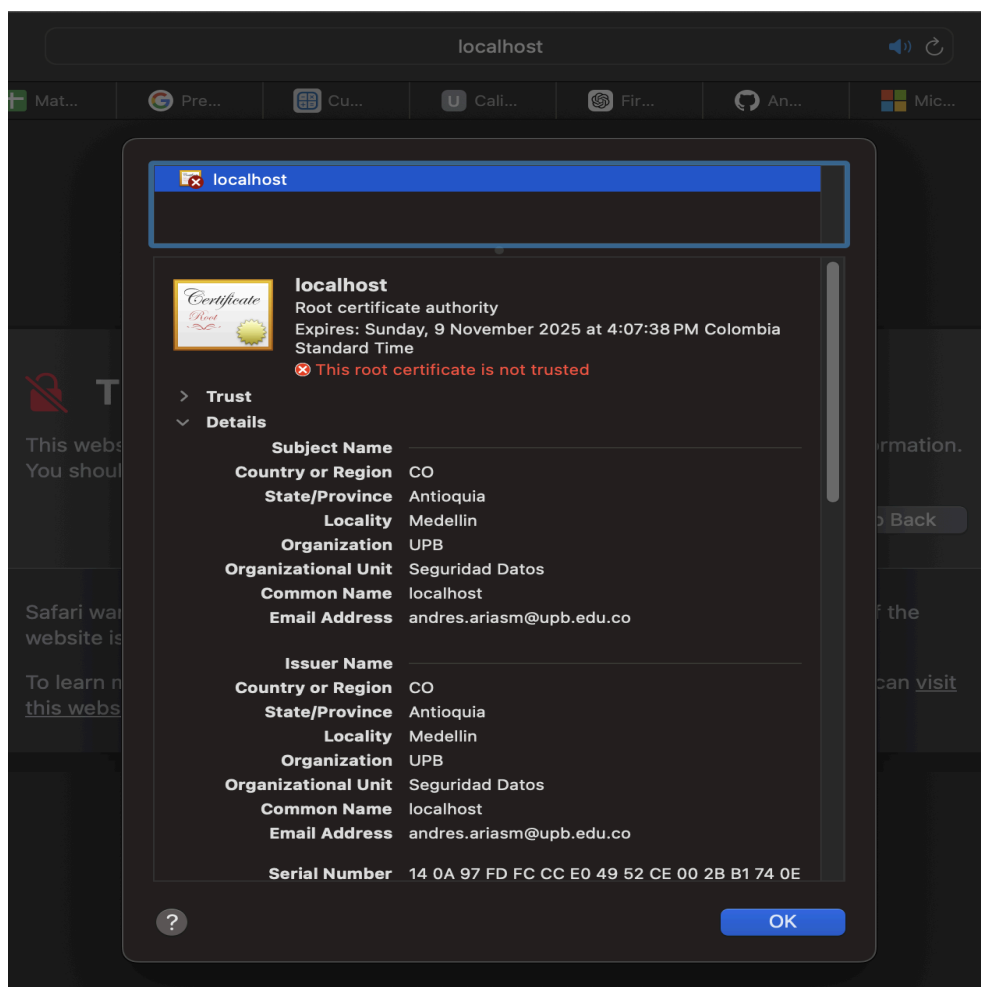 localhost
Mat...
Pre...
Cu...
U Cali...
Fir...
An...
Mic...
localhost
Certificate
Root
localhost
Root certificate authority
Expires: Sunday, 9 November 2025 at 4:07:38 PM Colombia
Standard Time
This root certificate is not trusted
Trust
Details
Subject Name
Country or Region CO
State/Province Antioquia
Locality Medellin
Organization UPB
Organizational Unit Seguridad Datos
Common Name localhost
Email Address andres.ariasm@upb.edu.co
Issuer Name
Country or Region CO
State/Province Antioquia
Locality Medellin
Organization UPB
Organizational Unit Seguridad Datos
Common Name localhost
Email Address andres.ariasm@upb.edu.co
Serial Number 14 0A 97 FD FC CC E0 49 52 CE 00 2B B1 74 0E
? OK
T
This webs
rmation.
You shoul
Back
Safari war
f the
website is
To learn
can visit
this webs